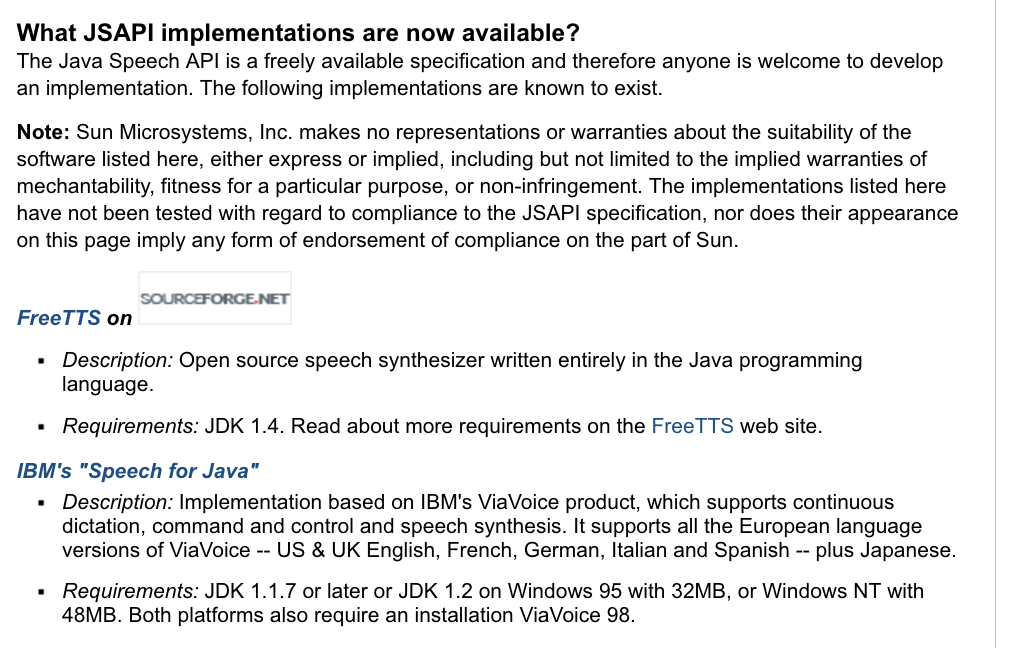 What JSAPI implementations are now available?
The Java Speech API is a freely available specification and therefore anyone is welcome to develop
an implementation. The following implementations are known to exist.
Note: Sun Microsystems, Inc. makes no representations or warranties about the suitability of the
software listed here, either express or implied, including but not limited to the implied warranties of
mechantability, fitness for a particular purpose, or non-infringement. The implementations listed here
have not been tested with regard to compliance to the JSAPI specification, nor does their appearance
on this page imply any form of endorsement of compliance on the part of Sun.
FreeTTS on SOURCEFORGE.NET
▪ Description: Open source speech synthesizer written entirely in the Java programming
language.
▪ Requirements: JDK 1.4. Read about more requirements on the FreeTTS web site.
IBM's "Speech for Java"
▪ Description: Implementation based on IBM's ViaVoice product, which supports continuous
dictation, command and control and speech synthesis. It supports all the European language
versions of ViaVoice -- US & UK English, French, German, Italian and Spanish -- plus Japanese.
▪ Requirements: JDK 1.1.7 or later or JDK 1.2 on Windows 95 with 32MB, or Windows NT with
48MB. Both platforms also require an installation ViaVoice 98.